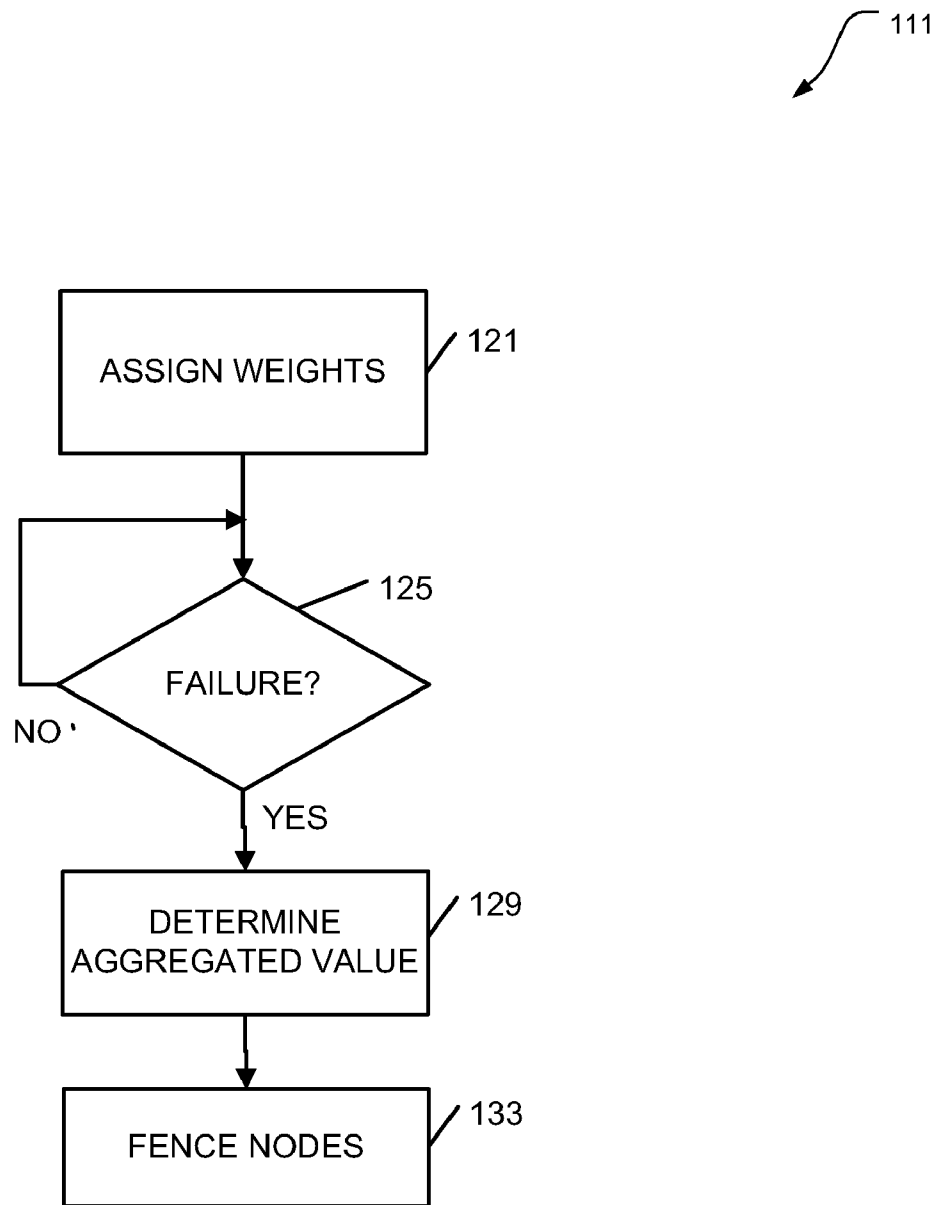 111
ASSIGN WEIGHTS
121
125
FAILURE?
NO
YES
DETERMINE
AGGREGATED VALUE
129
FENCE NODES
133